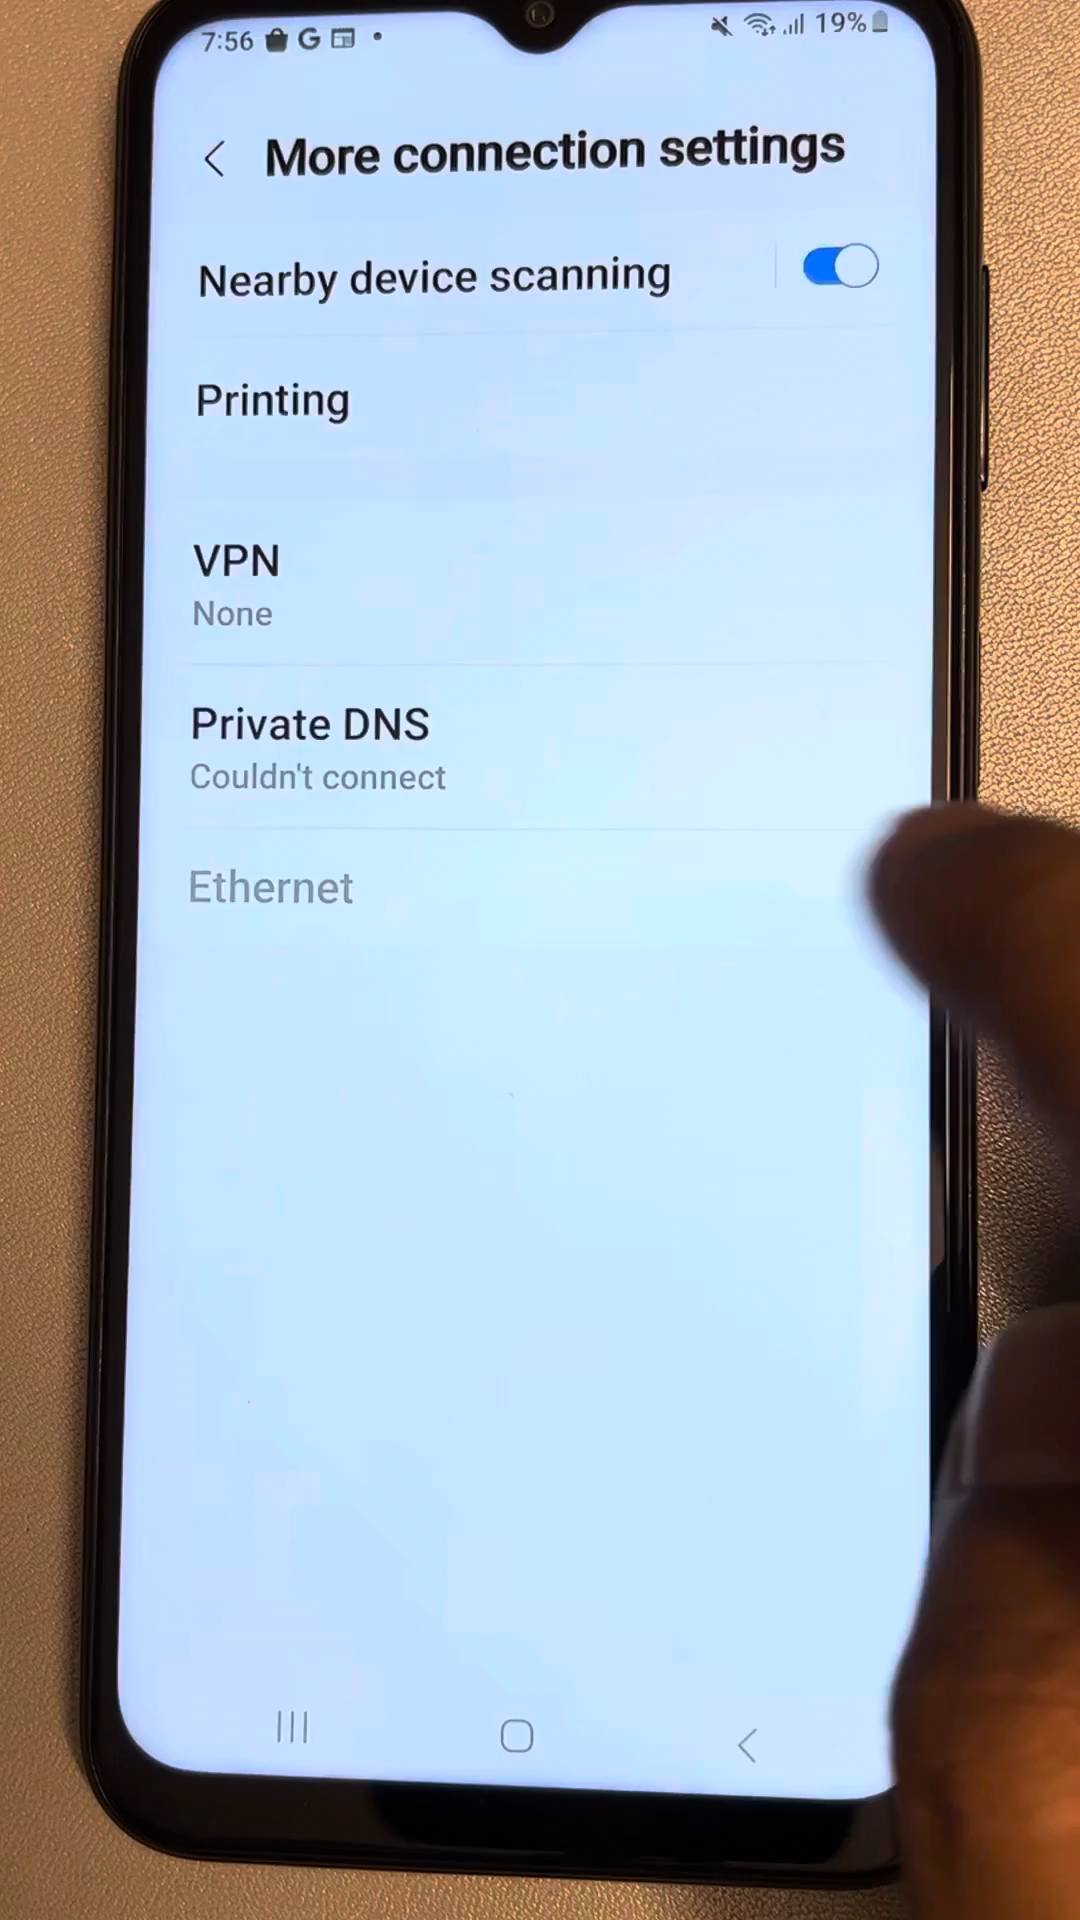 7:56 G 19%
More connection settings
Nearby device scanning
Printing
VPN
None
Private DNS
Couldn't connect
Ethernet